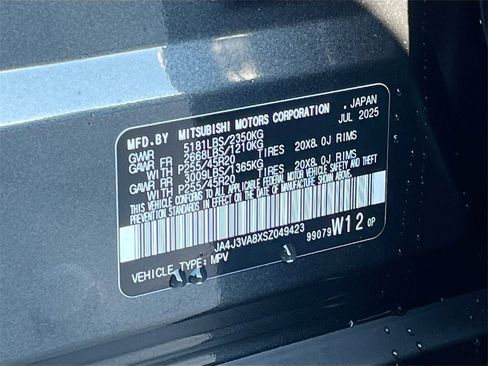 MFD.BY MITSUBISHI MOTORS CORPORATION , JAPAN
GVWR 5181LBS/2350KG JUL 2025
GAWR FR 2668LBS/1210KG
WITH P255/45R20 TIRES 20X8.0J RIMS
GAWR RR 3009LBS/1365KG
WITH P255/45R20 TIRES 20X8.0J RIMS
THIS VEHICLE CONFORMS TO ALL APPLICABLE FEDERAL MOTOR VEHICLE SAFETY AND THEFT
PREVENTION STANDARDS IN EFFECT ON THE DATE OF MANUFACTURE SHOWN ABOVE.
JA4J3VA8XSZ049423
99079 W12 0P
VEHICLE TYPE: MPV